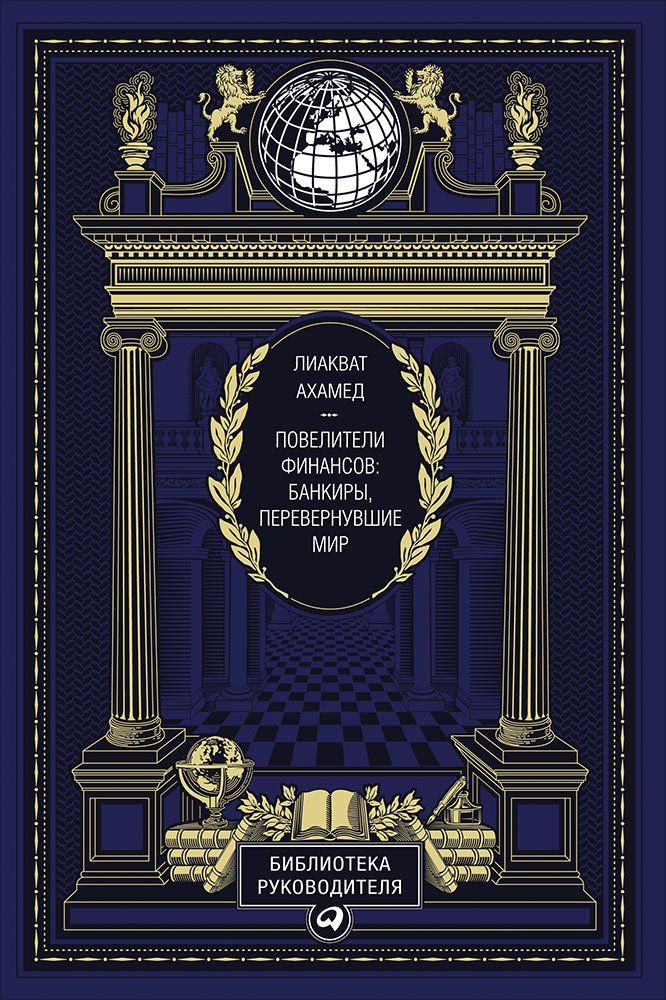 ЛИАКВАТ
АХАМЕД
ПОВЕЛИТЕЛИ
ФИНАНСОВ:
БАНКИРЫ,
ПЕРЕВЕРНУВШИЕ
МИР
БИБЛИОТЕКА
РУКОВОДИТЕЛЯ